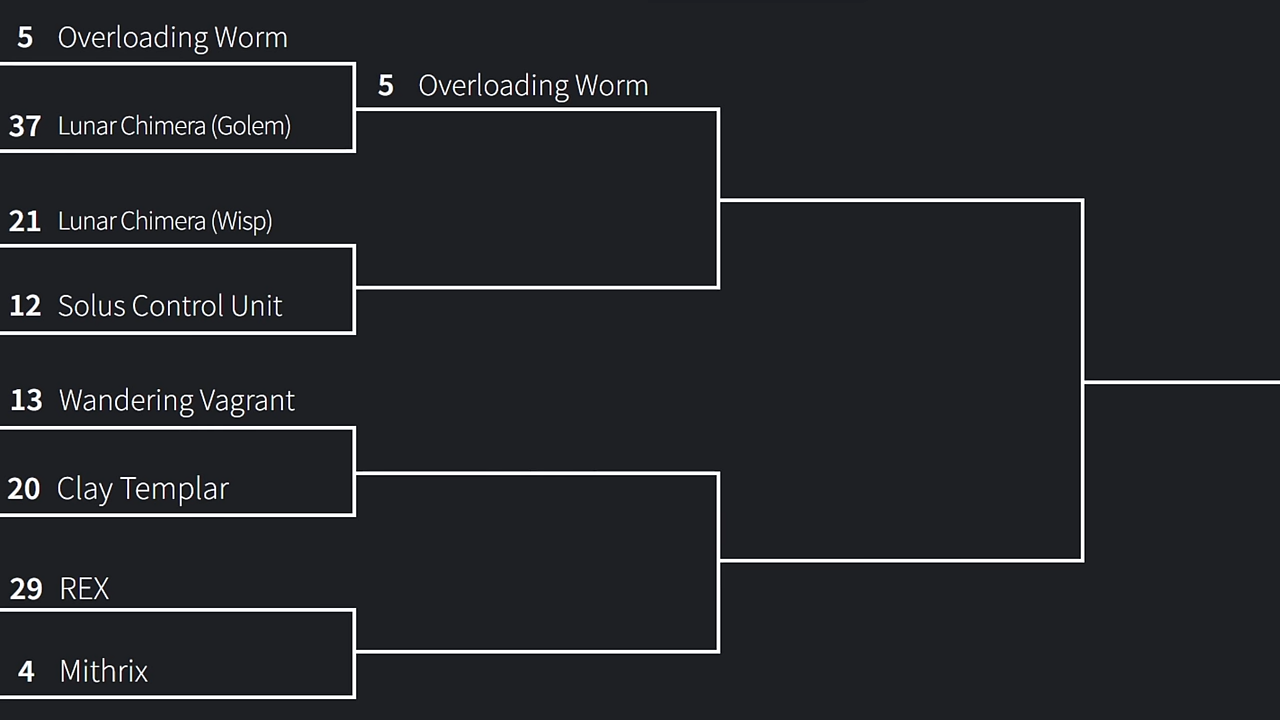 5 Overloading Worm
5 Overloading Worm
37 Lunar Chimera (Golem)
21 Lunar Chimera (Wisp)
12 Solus Control Unit
13 Wandering Vagrant
20 Clay Templar
29 REX
4 Mithrix